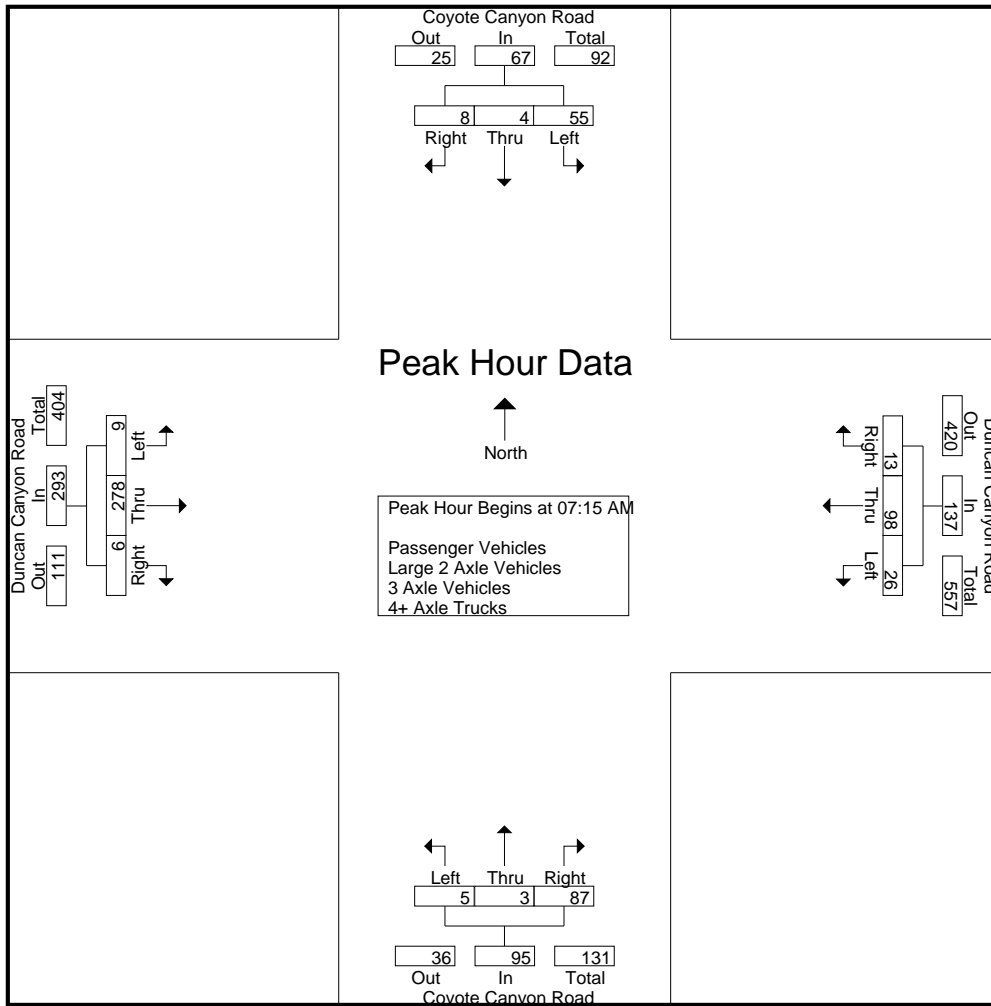 Coyote Canyon Road
Out In Total
25 67 92
8 4 55
Right Thru Left
Peak Hour Data
North
Peak Hour Begins at 07:15 AM
Passenger Vehicles
Large 2 Axle Vehicles
3 Axle Vehicles
4+ Axle Trucks
Duncan Canyon Road
Out In Total
111 293 404
Left Thru Right
9 278 6
Duncan Canyon Road
Out In Total
420 137 557
13 98 26
Right Thru Left
Left Thru Right
5 3 87
36 95 131
Out In Total
Coyote Canyon Road